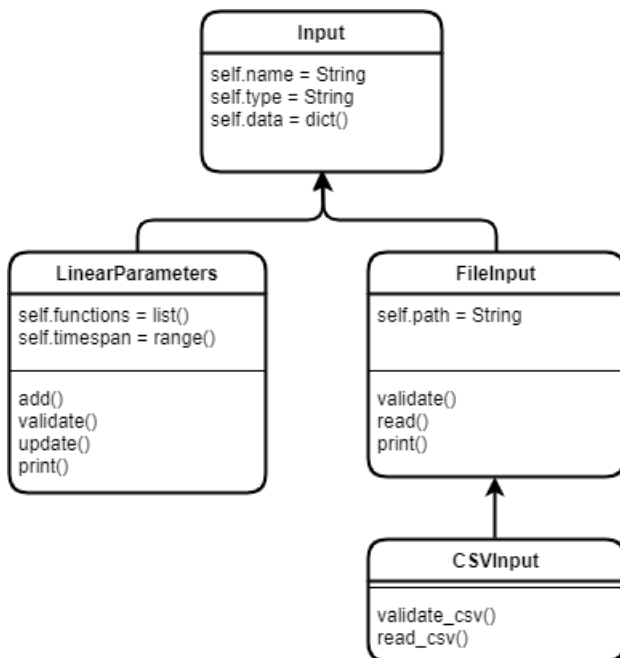 Input
self.name = String
self.type = String
self.data = dict()
LinearParameters
self.functions = list()
self.timespan = range()
add()
validate()
update()
print()
FileInput
self.path = String
validate()
read()
print()
CSVInput
validate_csv()
read_csv()